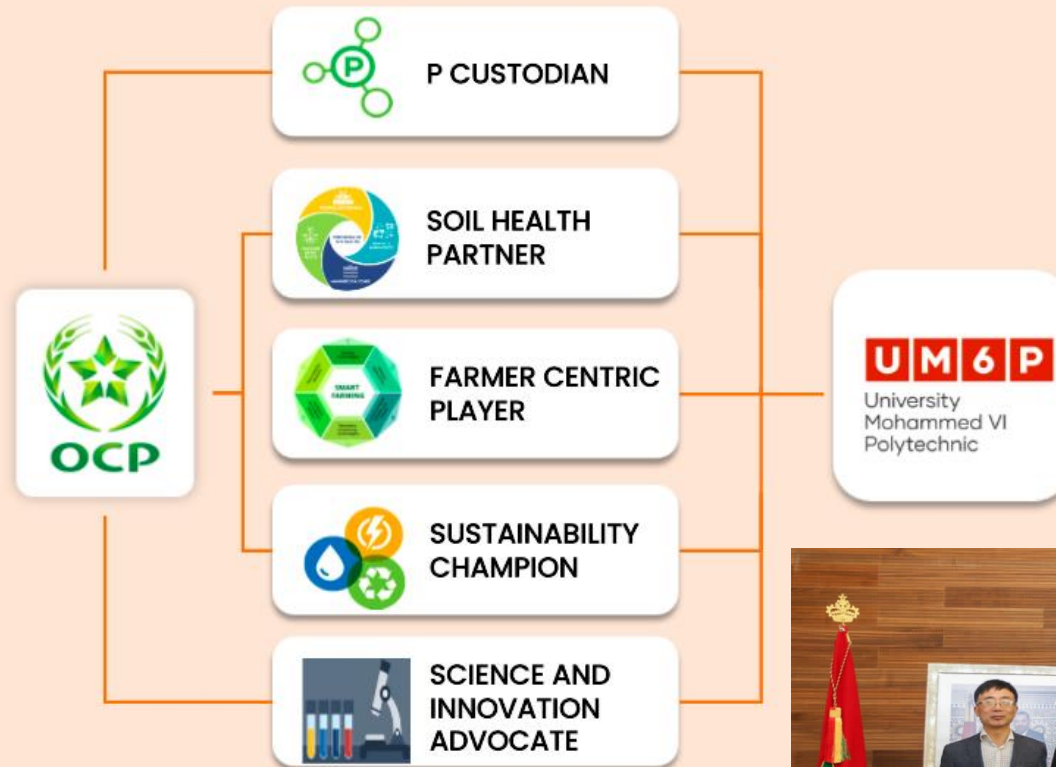 P
P CUSTODIAN
SOIL HEALTH
PARTNER
OCP
SMART
FARMING
FARMER CENTRIC
PLAYER
UM6P
University
Mohammed VI
Polytechnic
SUSTAINABILITY
CHAMPION
SCIENCE AND
INNOVATION
ADVOCATE